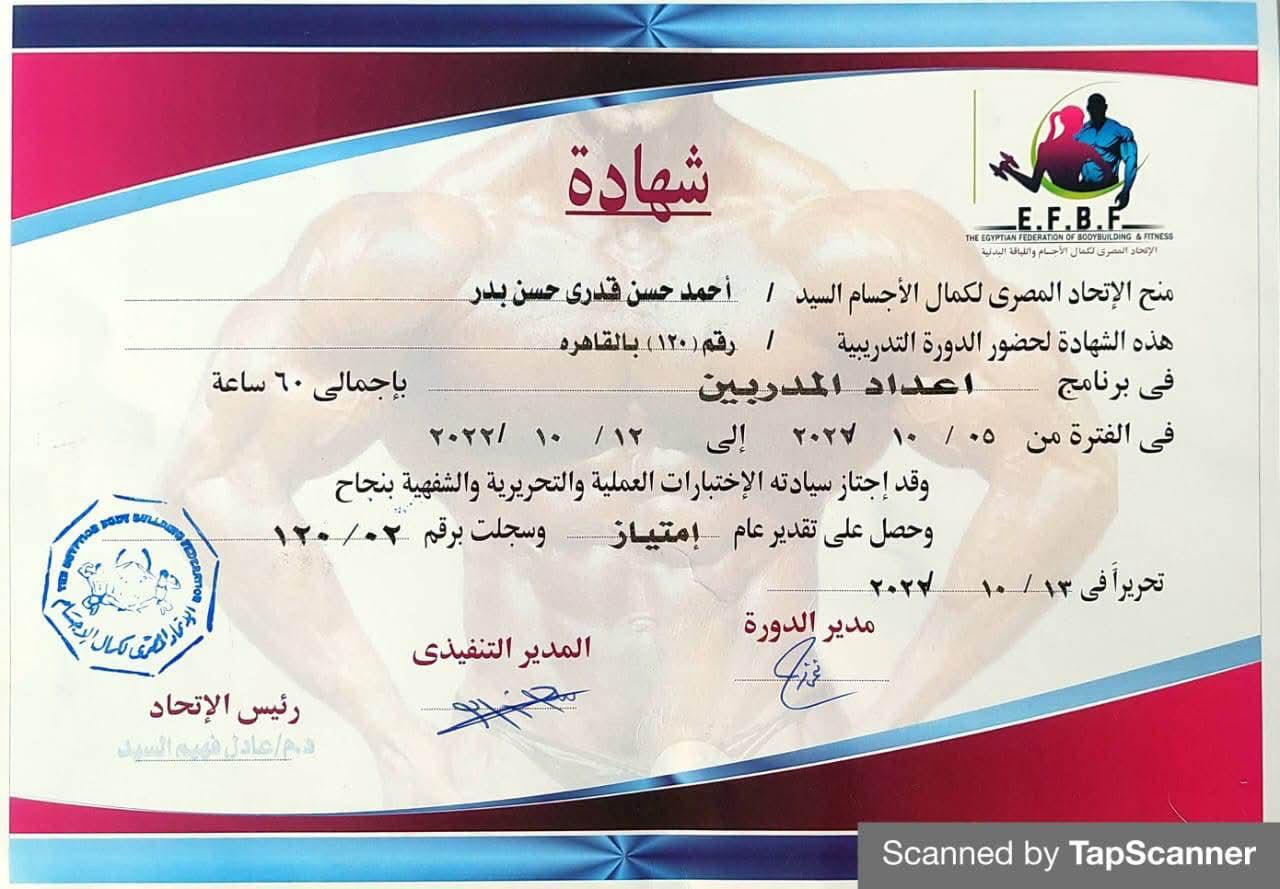 شهادة
E.F.B.F
THE EGYPTIAN FEDERATION OF BODYBUILDING & FITNESS
الإتحاد المصرى لكمال الأجسام واللياقة البدنية
منح الإتحاد المصرى لكمال الأجسام السيد / أحمد حسن قدرى حسن بدر
هذه الشهادة لحضور الدورة التدريبية / رقم (١٢٠) بالقاهره
فى برنامج اعداد المدربين بإجمالى ٦٠ ساعة
فى الفترة من ٠٥ / ١٠ / ٢٠٢٢ إلى ١٢ / ١٠ / ٢٠٢٢
وقد إجتاز سيادته الإختبارات العملية والتحريرية والشفهية بنجاح
وحصل على تقدير عام إمتياز وسجلت برقم ١٢٠/٠٢
تحريراً فى ١٣ / ١٠ / ٢٠٢٢
مدير الدورة
المدير التنفيذى
رئيس الإتحاد
د.م/عادل فهيم السيد
THE EGYPTION BODY BUILDING FEDERATION
الإتحاد المصرى لكمال الاجسام
Scanned by TapScanner